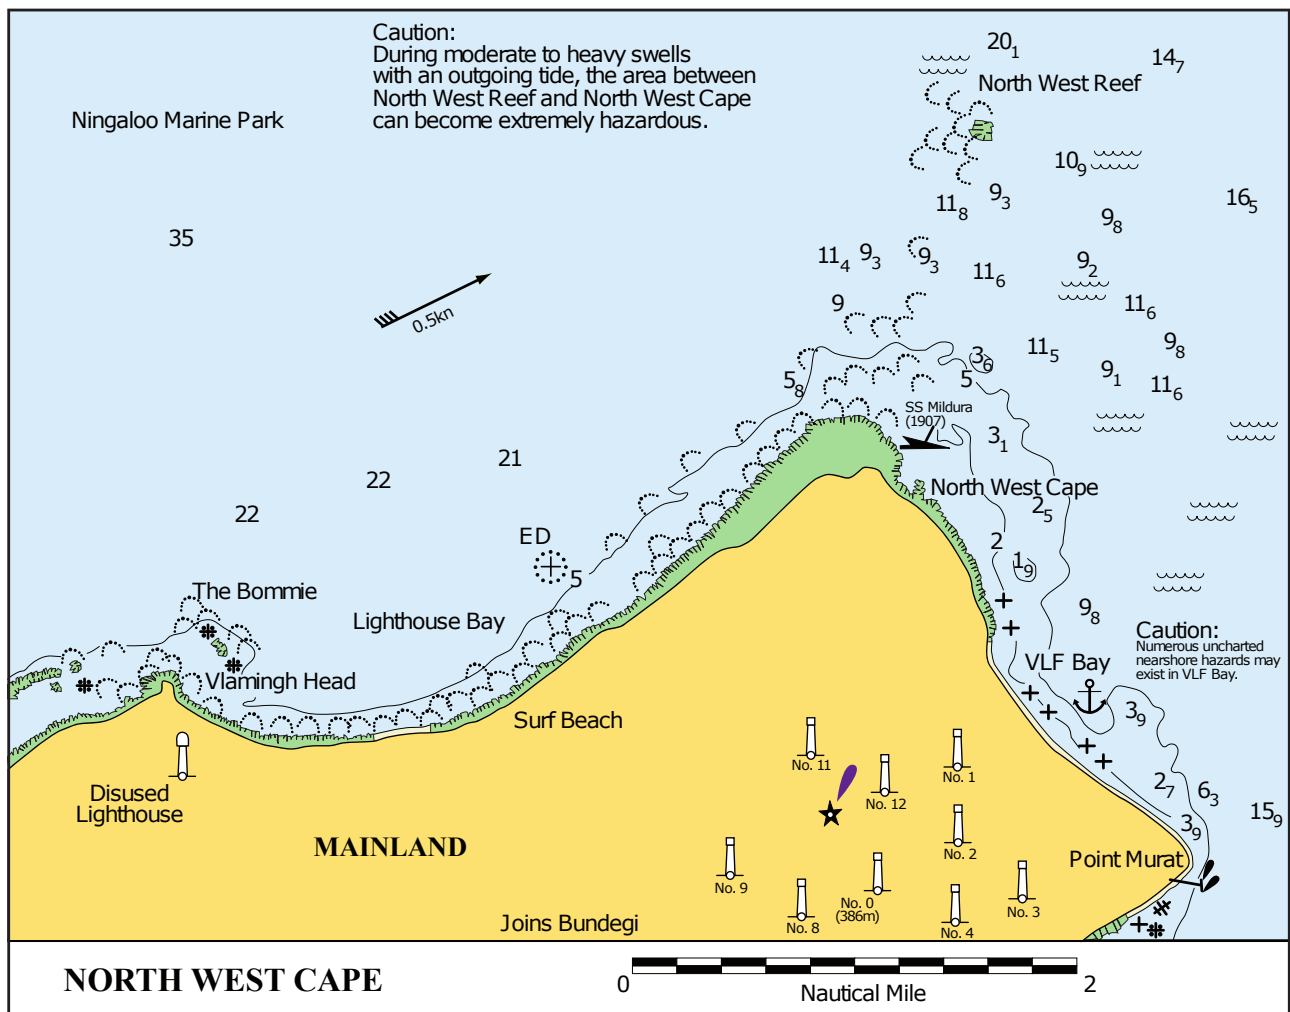 Caution:
During moderate to heavy swells
with an outgoing tide, the area between
North West Reef and North West Cape
can become extremely hazardous.
20₁
14₇
North West Reef
Ningaloo Marine Park
10₉
9₃
16₅
11₈
9₈
35
11₄
9₃
9₃
9₂
11₆
9
11₆
0.5kn
9₈
11₅
3₆
9₁
5₈
5
11₆
SS Mildura
(1907)
3₁
21
22
North West Cape
2₅
22
ED
2
1₉
5
The Bommie
9₈
Lighthouse Bay
Caution:
Numerous uncharted
nearshore hazards may
exist in VLF Bay.
VLF Bay
Vlamingh Head
3₉
Surf Beach
No. 11
No. 1
2₇
6₃
Disused
Lighthouse
No. 12
15₉
3₉
MAINLAND
No. 2
Point Murat
No. 9
No. 0
(386m)
No. 3
No. 8
No. 4
Joins Bundegi
NORTH WEST CAPE
0
2
Nautical Mile